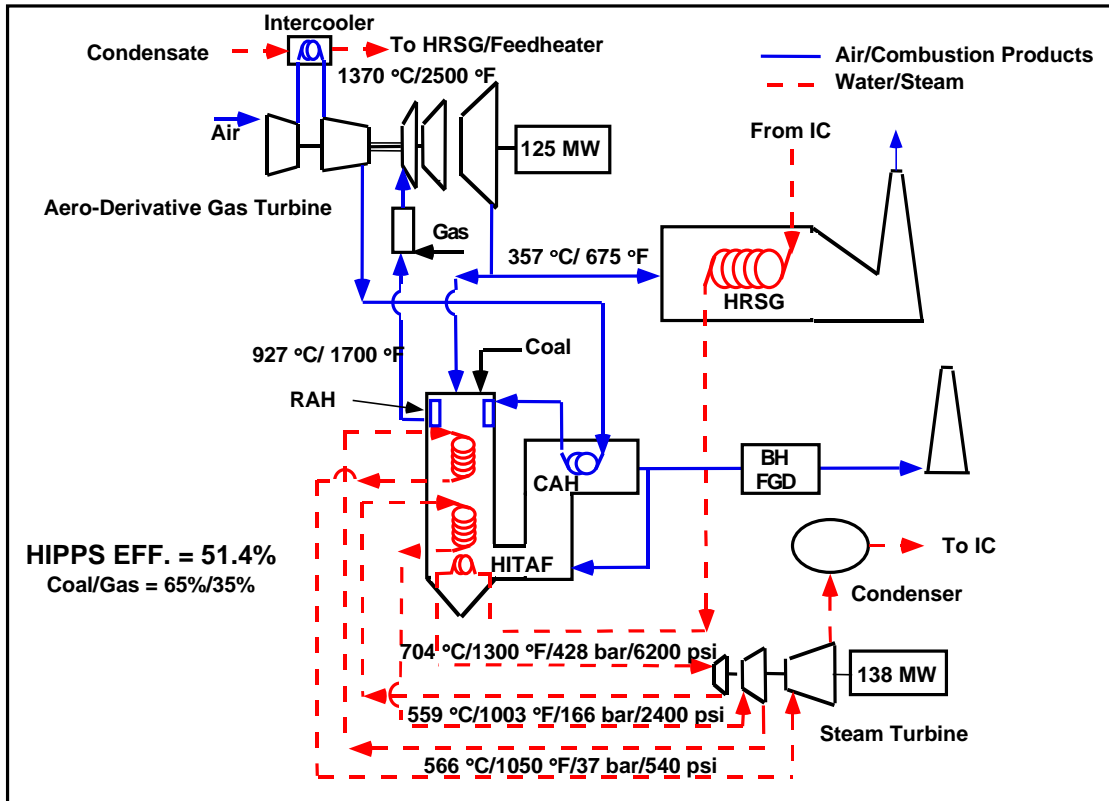 Intercooler
Condensate
To HRSG/Feedheater
1370 °C/2500 °F
Air/Combustion Products
Water/Steam
Air
125 MW
From IC
Aero-Derivative Gas Turbine
Gas
357 °C/ 675 °F
HRSG
927 °C/ 1700 °F
Coal
RAH
CAH
BH
FGD
HIPPS EFF. = 51.4%
Coal/Gas = 65%/35%
HITAF
To IC
Condenser
704 °C/1300 °F/428 bar/6200 psi
138 MW
559 °C/1003 °F/166 bar/2400 psi
Steam Turbine
566 °C/1050 °F/37 bar/540 psi